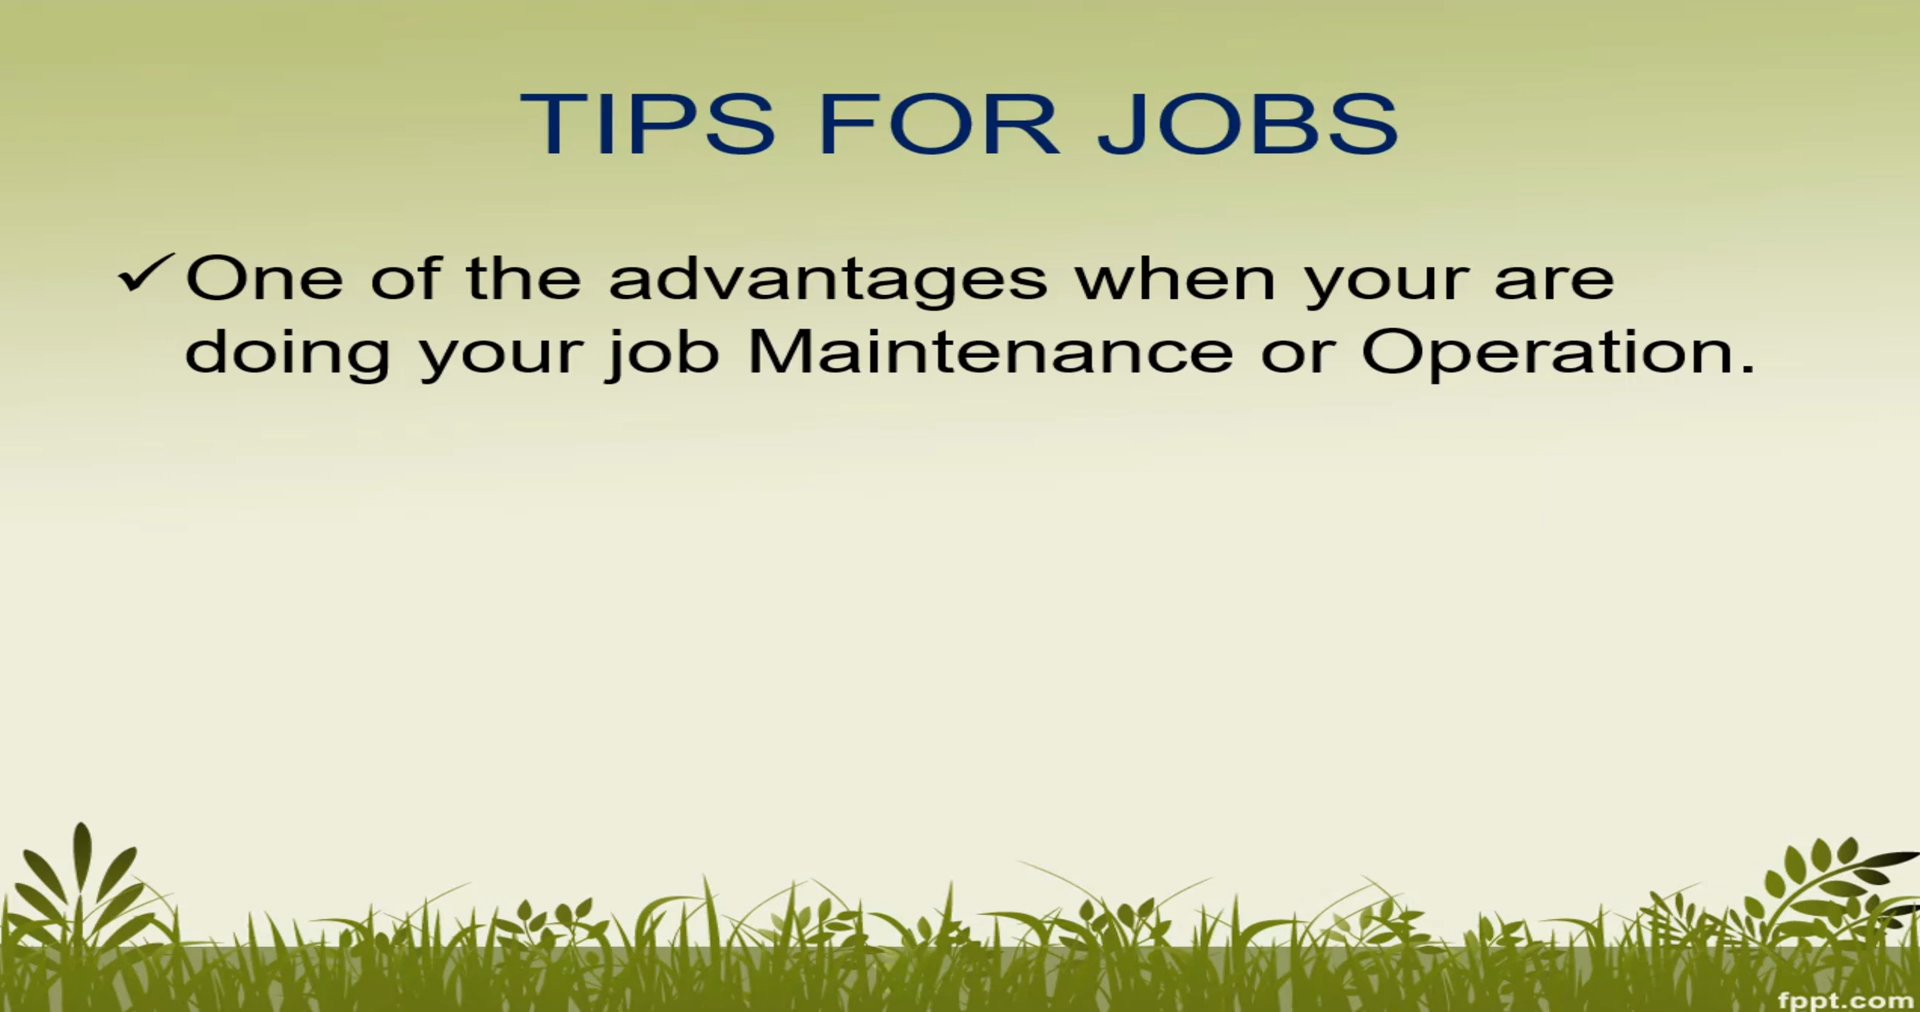 TIPS FOR JOBS
✓One of the advantages when your are
doing your job Maintenance or Operation.
fppt.com